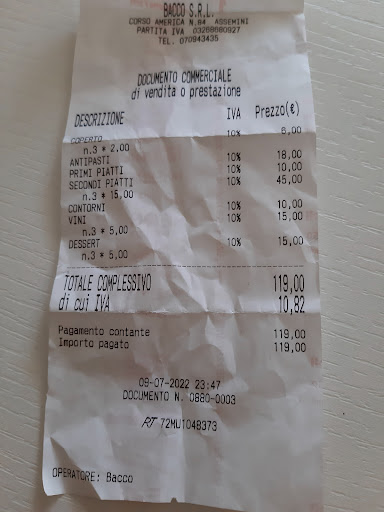 BACCO S.R.L.
CORSO AMERICA N.84 ASSEMINI
PARTITA IVA 03268680927
TEL. 070943435
DOCUMENTO COMMERCIALE
di vendita o prestazione
DESCRIZIONE IVA Prezzo(€)
COPERTO 10% 6,00
n.3 * 2,00
ANTIPASTI 10% 18,00
PRIMI PIATTI 10% 10,00
SECONDI PIATTI 10% 45,00
n.3 * 15,00
CONTORNI 10% 10,00
VINI 10% 15,00
n.3 * 5,00
DESSERT 10% 15,00
n.3 * 5,00
TOTALE COMPLESSIVO 119,00
di cui IVA 10,82
Pagamento contante 119,00
Importo pagato 119,00
09-07-2022 23:47
DOCUMENTO N. 0880-0003
RT 72MU1048373
OPERATORE: Bacco